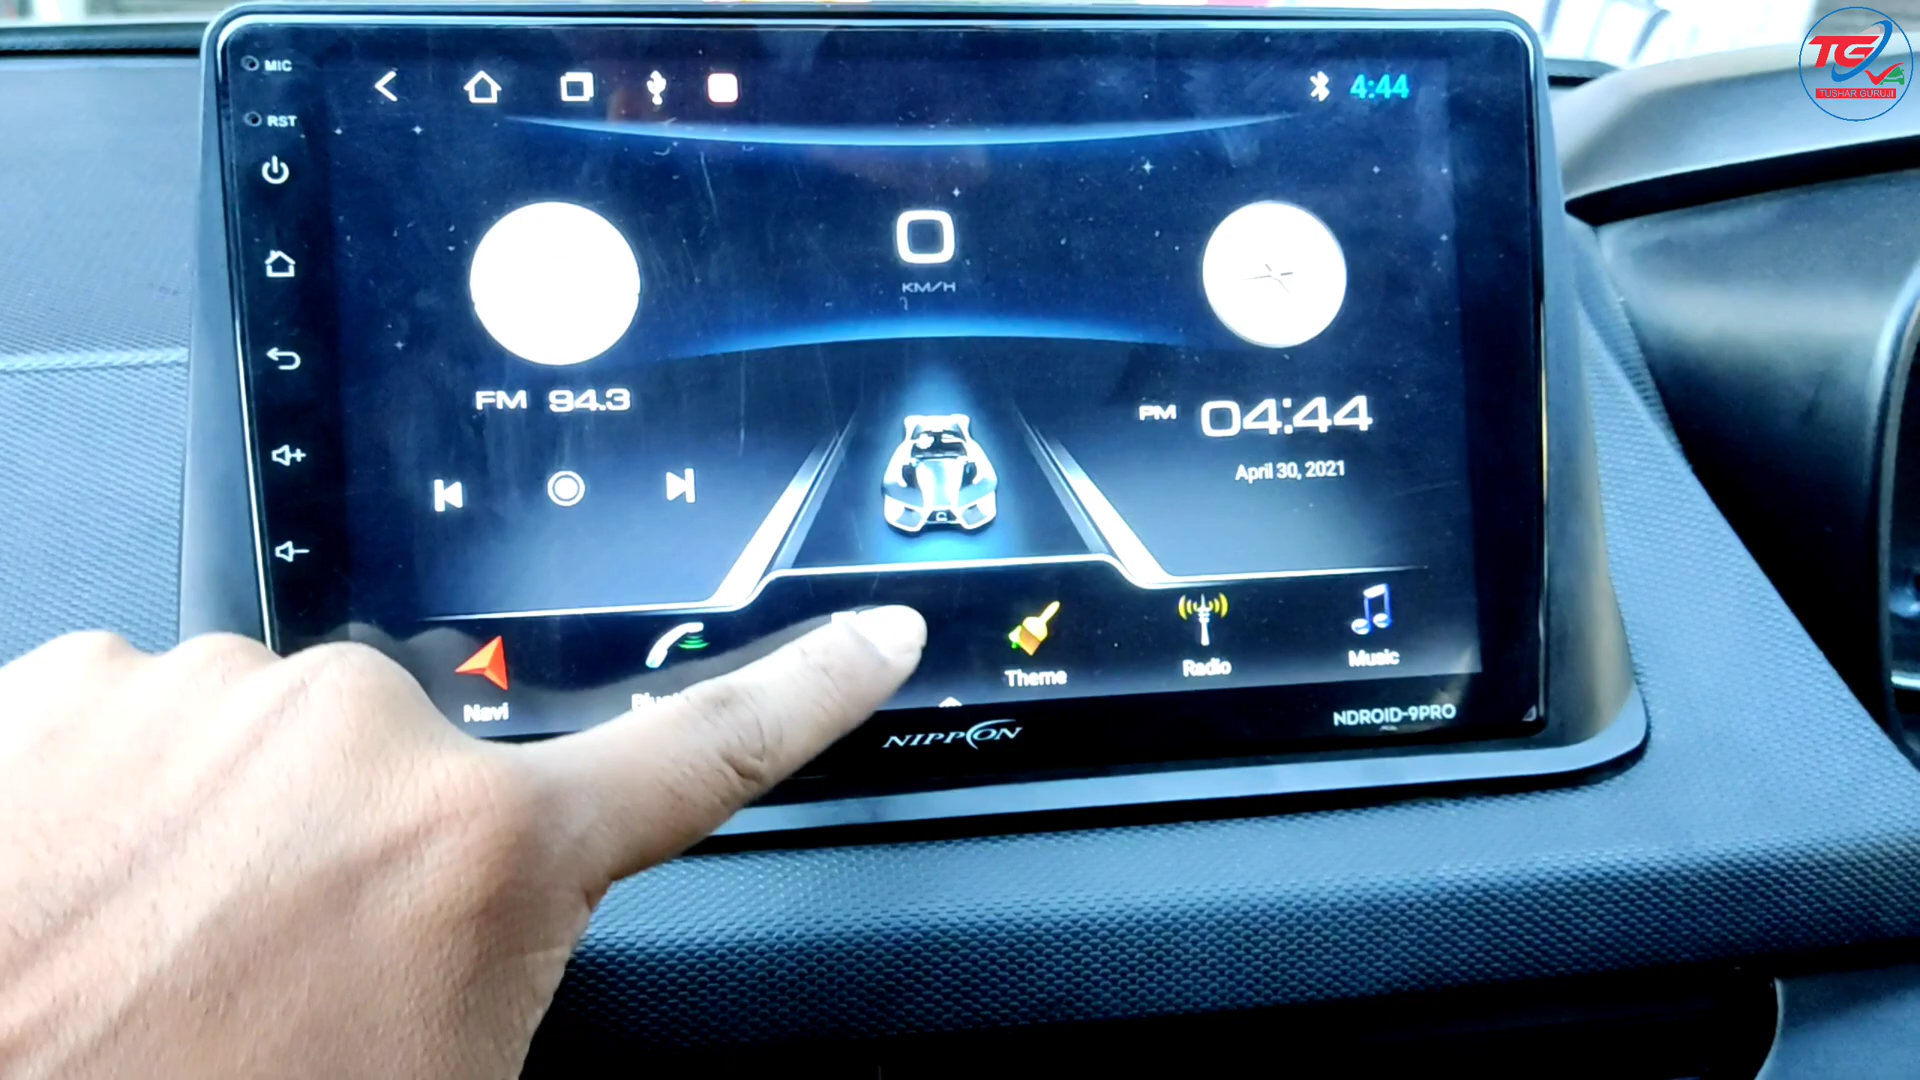 MIC
RST
4:44
TG
TUSHAR GURUJI
0
KM/H
FM 94.3
PM 04:44
April 30, 2021
Navi
Theme
Radio
Music
NIPPON
NDROID-9PRO